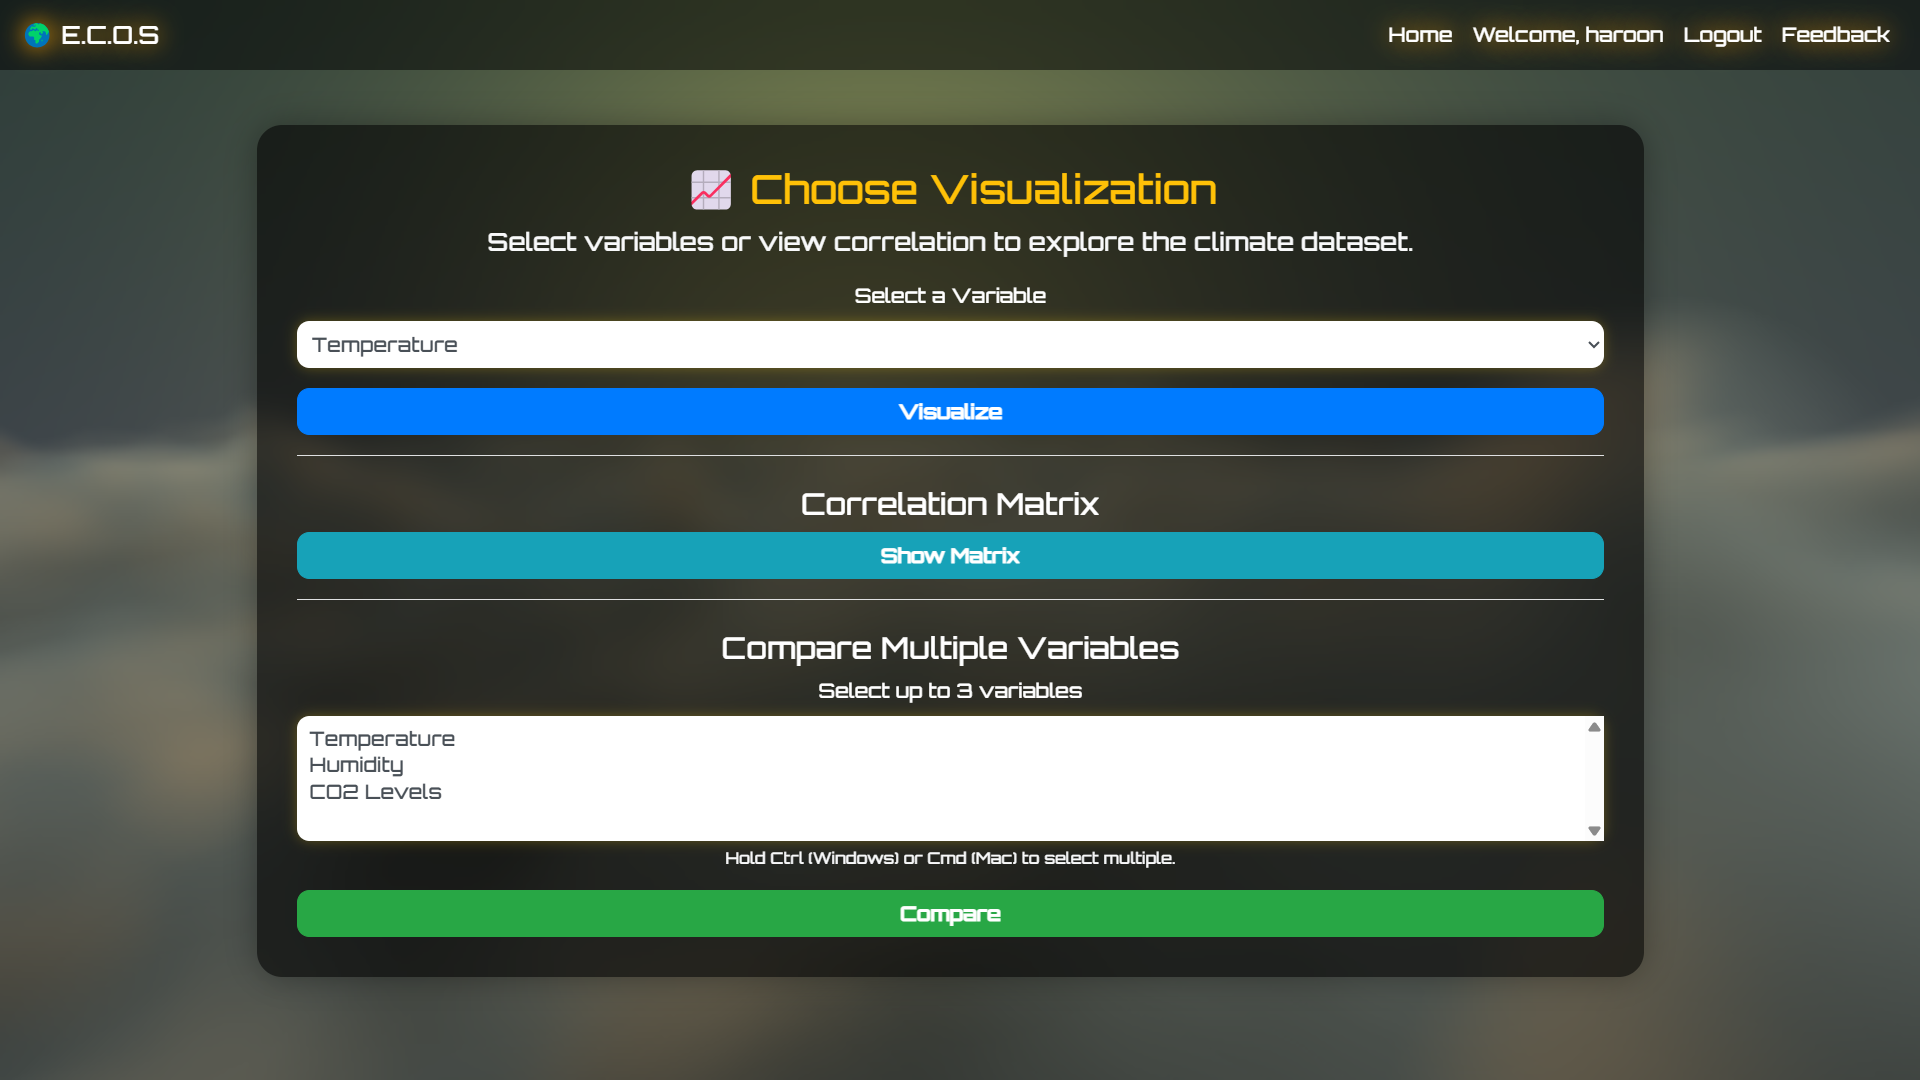 E.C.O.S
Home Welcome, haroon Logout Feedback
Choose Visualization
Select variables or view correlation to explore the climate dataset.
Select a Variable
Temperature
Visualize
Correlation Matrix
Show Matrix
Compare Multiple Variables
Select up to 3 variables
Temperature
Humidity
CO2 Levels
Hold Ctrl (Windows) or Cmd (Mac) to select multiple.
Compare